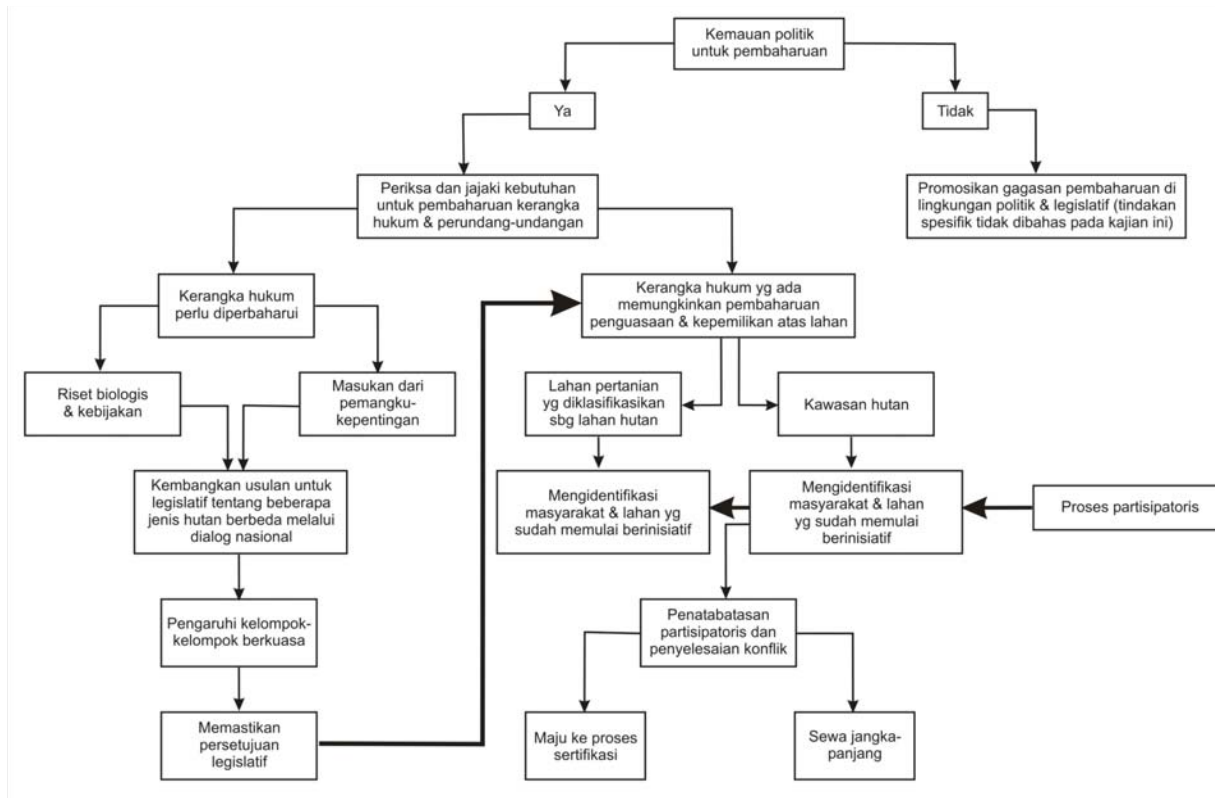 Kemauan politik
untuk pembaharuan
Ya
Tidak
Periksa dan jajaki kebutuhan
untuk pembaharuan kerangka
hukum & perundang-undangan
Promosikan gagasan pembaharuan di
lingkungan politik & legislatif (tindakan
spesifik tidak dibahas pada kajian ini)
Kerangka hukum
perlu diperbaharui
Kerangka hukum yg ada
memungkinkan pembaharuan
penguasaan & kepemilikan atas lahan
Riset biologis
& kebijakan
Masukan dari
pemangku-
kepentingan
Lahan pertanian
yg diklasifikasikan
sbg lahan hutan
Kawasan hutan
Kembangkan usulan untuk
legislatif tentang beberapa
jenis hutan berbeda melalui
dialog nasional
Mengidentifikasi
masyarakat & lahan yg
sudah memulai berinisiatif
Mengidentifikasi
masyarakat & lahan
yg sudah memulai
berinisiatif
Proses partisipatoris
Pengaruhi kelompok-
kelompok berkuasa
Penatabatasan
partisipatoris dan
penyelesaian konflik
Memastikan
persetujuan
legislatif
Maju ke proses
sertifikasi
Sewa jangka-
panjang